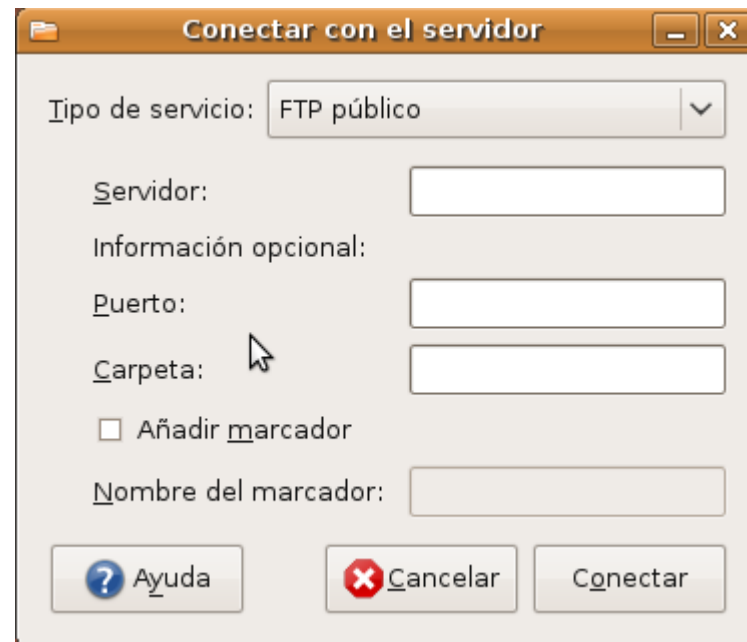 Conectar con el servidor
Tipo de servicio: FTP público
Servidor:
Información opcional:
Puerto:
Carpeta:
Añadir marcador
Nombre del marcador:
Ayuda Cancelar Conectar